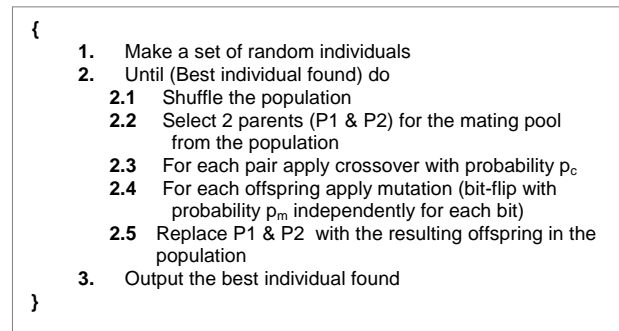 {
1. Make a set of random individuals
2. Until (Best individual found) do
2.1 Shuffle the population
2.2 Select 2 parents (P1 & P2) for the mating pool
from the population
2.3 For each pair apply crossover with probability pc
2.4 For each offspring apply mutation (bit-flip with
probability pm independently for each bit)
2.5 Replace P1 & P2 with the resulting offspring in the
population
3. Output the best individual found
}